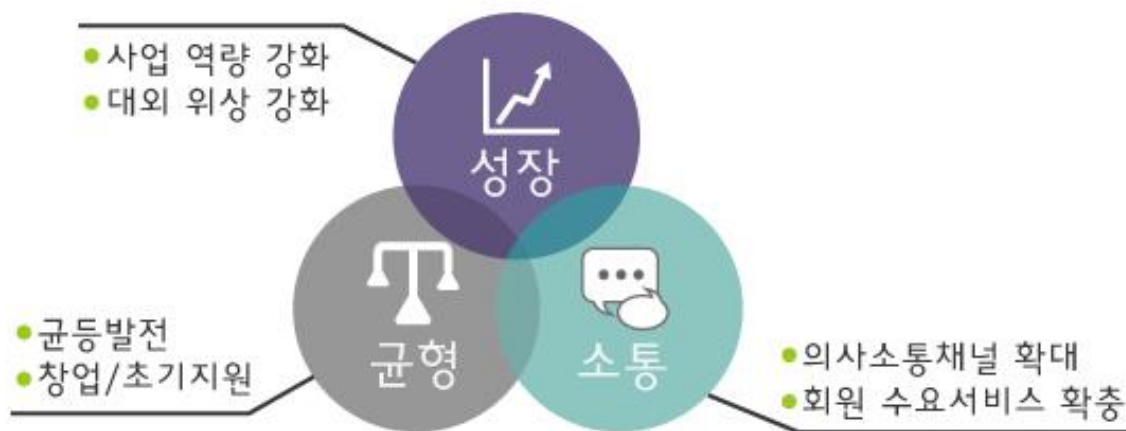 ● 사업 역량 강화
● 대외 위상 강화
성장
● 균등발전
● 창업/초기지원
균형
소통
● 의사소통채널 확대
● 회원 수요서비스 확충